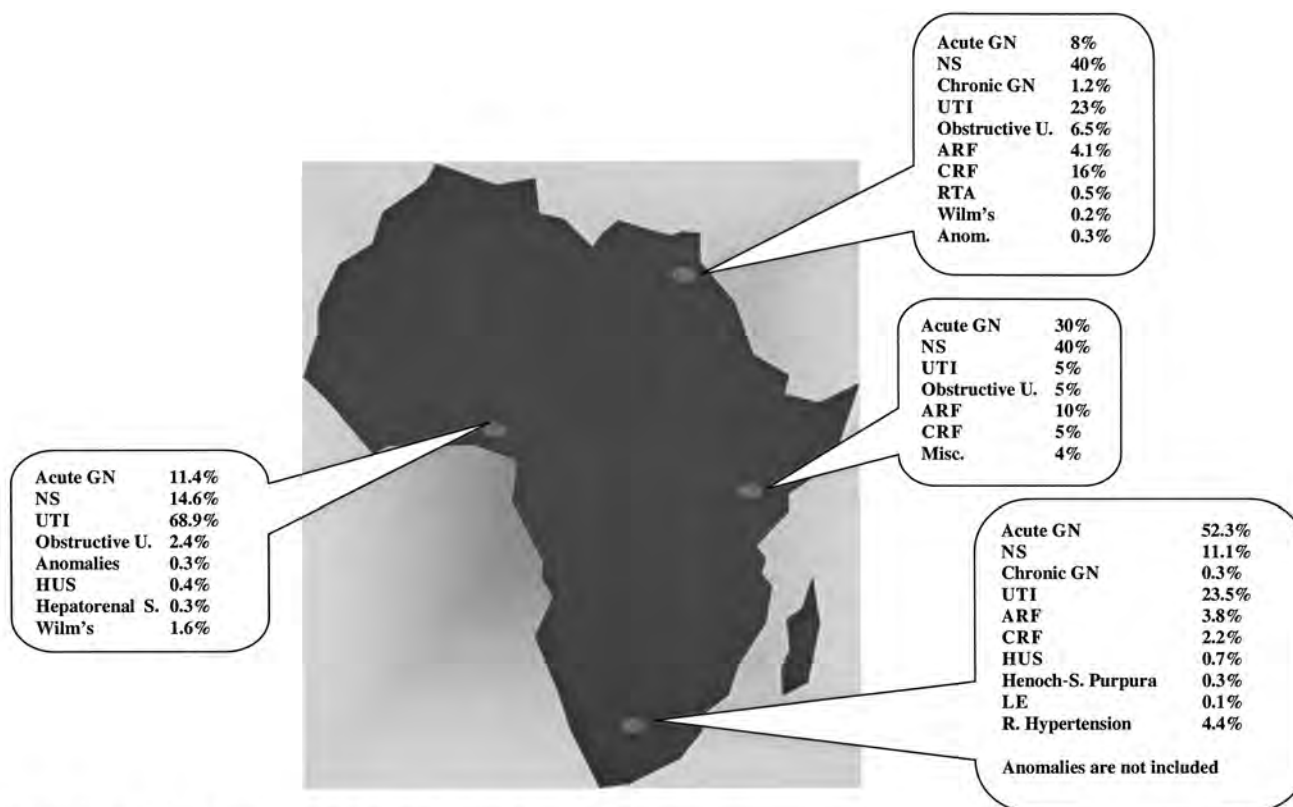 Acute GN 8%
NS 40%
Chronic GN 1.2%
UTI 23%
Obstructive U. 6.5%
ARF 4.1%
CRF 16%
RTA 0.5%
Wilm's 0.2%
Anom. 0.3%
Acute GN 30%
NS 40%
UTI 5%
Obstructive U. 5%
ARF 10%
CRF 5%
Misc. 4%
Acute GN 11.4%
NS 14.6%
UTI 68.9%
Obstructive U. 2.4%
Anomalies 0.3%
HUS 0.4%
Hepatorenal S. 0.3%
Wilm's 1.6%
Acute GN 52.3%
NS 11.1%
Chronic GN 0.3%
UTI 23.5%
ARF 3.8%
CRF 2.2%
HUS 0.7%
Henoch-S. Purpura 0.3%
LE 0.1%
R. Hypertension 4.4%
Anomalies are not included